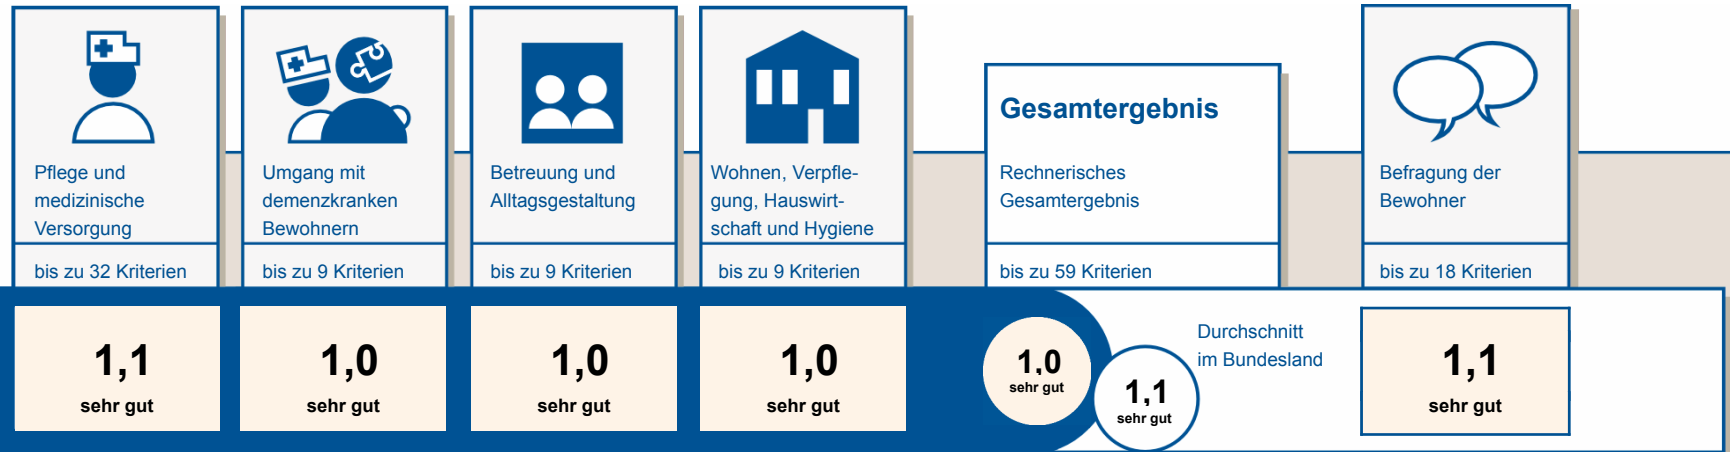 Pflege und
medizinische
Versorgung
bis zu 32 Kriterien
1,1
sehr gut
Umgang mit
demenzkranken
Bewohnern
bis zu 9 Kriterien
1,0
sehr gut
Betreuung und
Alltagsgestaltung
bis zu 9 Kriterien
1,0
sehr gut
Wohnen, Verpfle-
gung, Hauswirt-
schaft und Hygiene
bis zu 9 Kriterien
1,0
sehr gut
Gesamtergebnis
Rechnerisches
Gesamtergebnis
bis zu 59 Kriterien
1,0
sehr gut
1,1
sehr gut
Durchschnitt
im Bundesland
Befragung der
Bewohner
bis zu 18 Kriterien
1,1
sehr gut